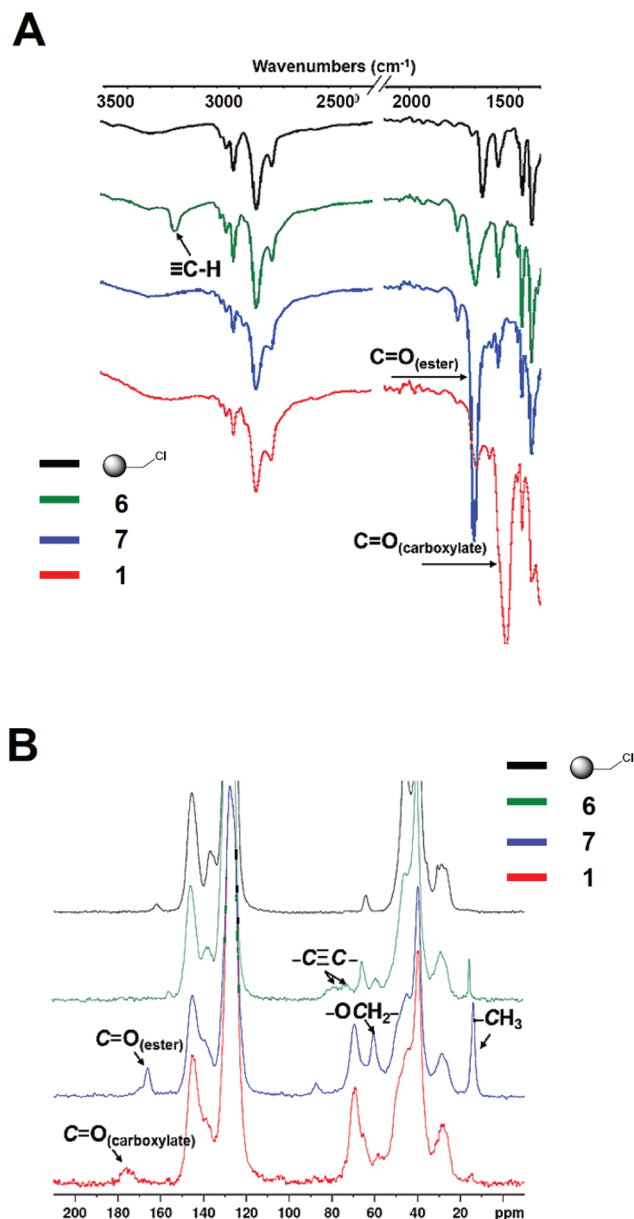 A
Wavenumbers (cm-1)
3500 3000 2500 2000 1500
≡C-H
C=O(ester)
Cl
6
7
C=O(carboxylate)
1
B
Cl
6
7
1
–C≡C–
–OCH2–
–CH3
C=O(ester)
C=O(carboxylate)
200 180 160 140 120 100 80 60 40 20 ppm